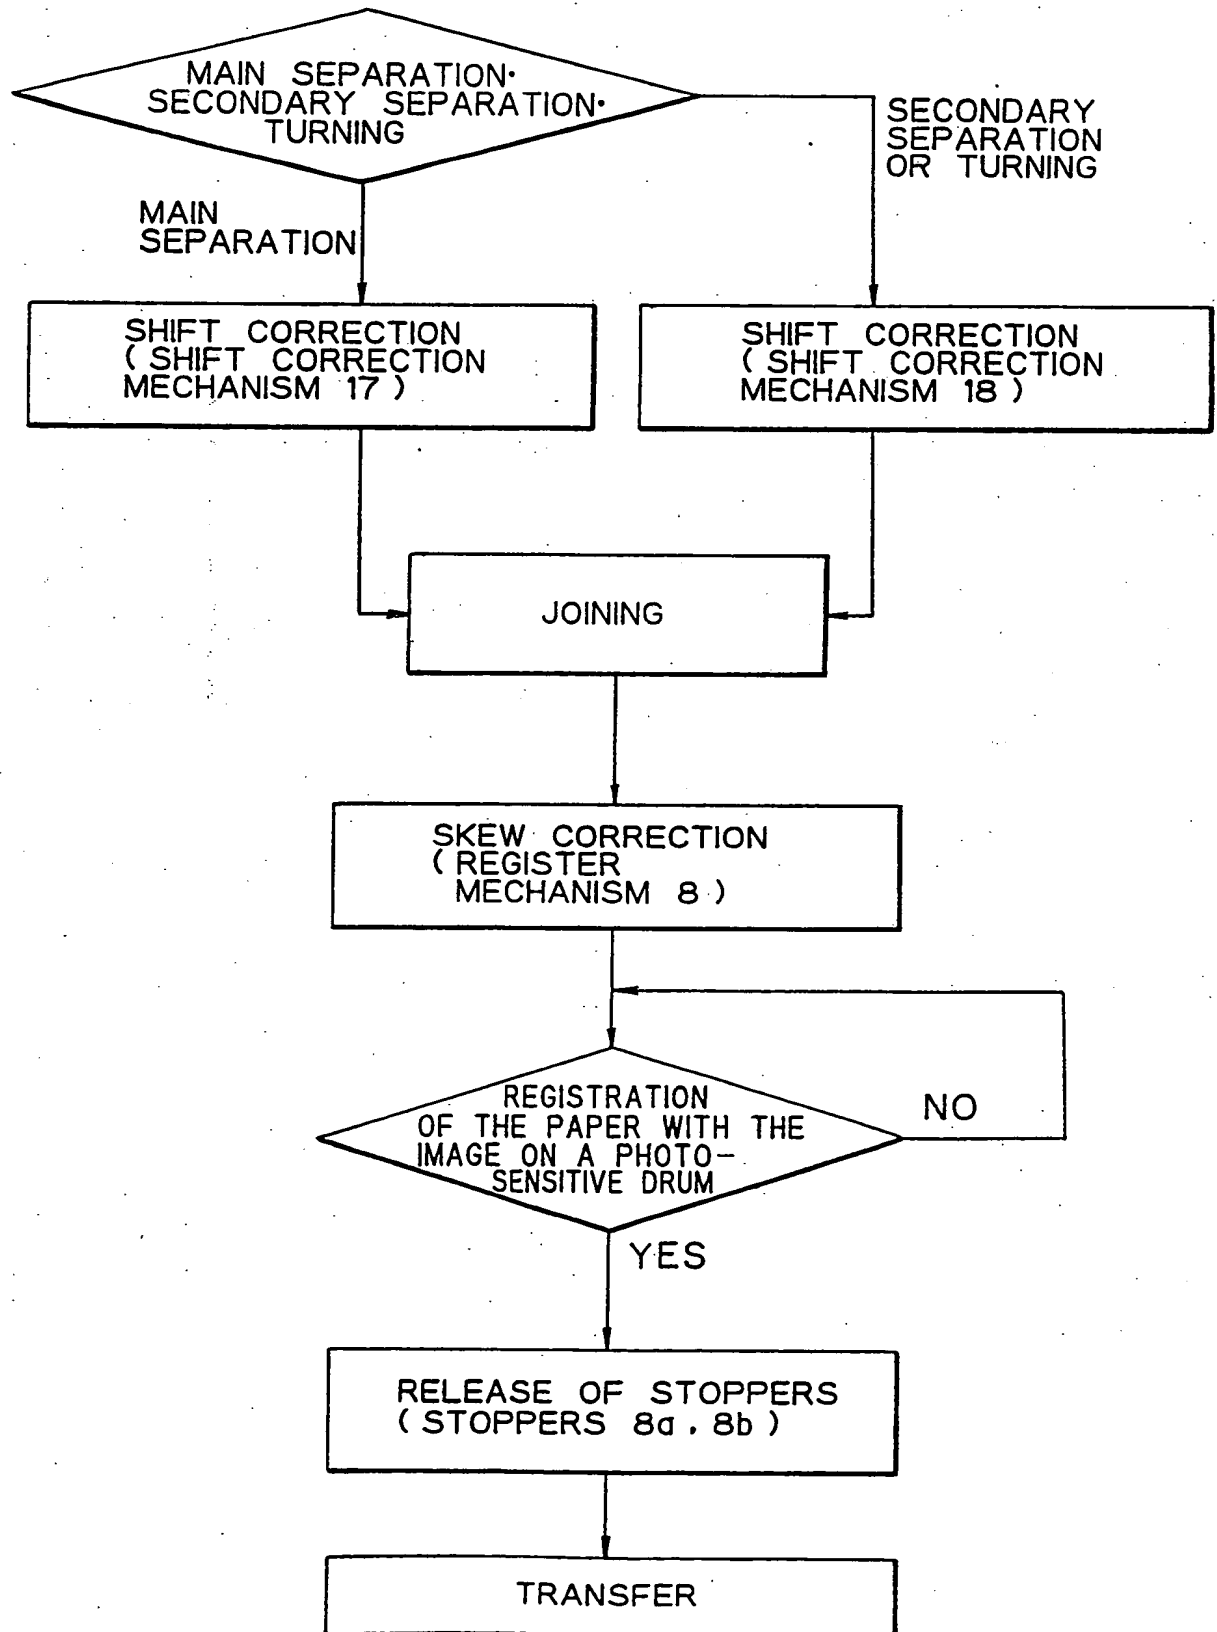 MAIN SEPARATION·
SECONDARY SEPARATION·
TURNING
SECONDARY
SEPARATION
OR TURNING
MAIN
SEPARATION
SHIFT CORRECTION
( SHIFT CORRECTION
MECHANISM 17 )
SHIFT CORRECTION
( SHIFT CORRECTION
MECHANISM 18 )
JOINING
SKEW CORRECTION
( REGISTER
MECHANISM 8 )
REGISTRATION
OF THE PAPER WITH THE
IMAGE ON A PHOTO-
SENSITIVE DRUM
NO
YES
RELEASE OF STOPPERS
( STOPPERS 8a, 8b )
TRANSFER